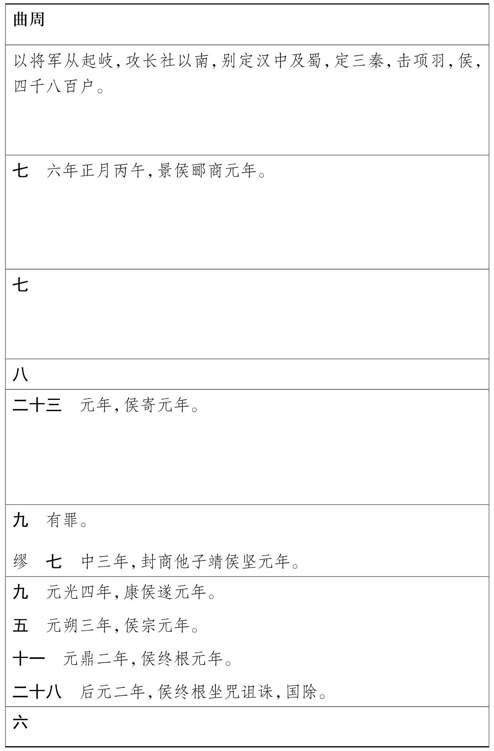 曲周
以将军从起岐,攻长社以南,别定汉中及蜀,定三秦,击项羽,侯,
四千八百户。
七 六年正月丙午,景侯郦商元年。
七
八
二十三 元年,侯寄元年。
九 有罪。
缪 七 中三年,封商他子靖侯坚元年。
九 元光四年,康侯遂元年。
五 元朔三年,侯宗元年。
十一 元鼎二年,侯终根元年。
二十八 后元二年,侯终根坐咒诅诛,国除。
六